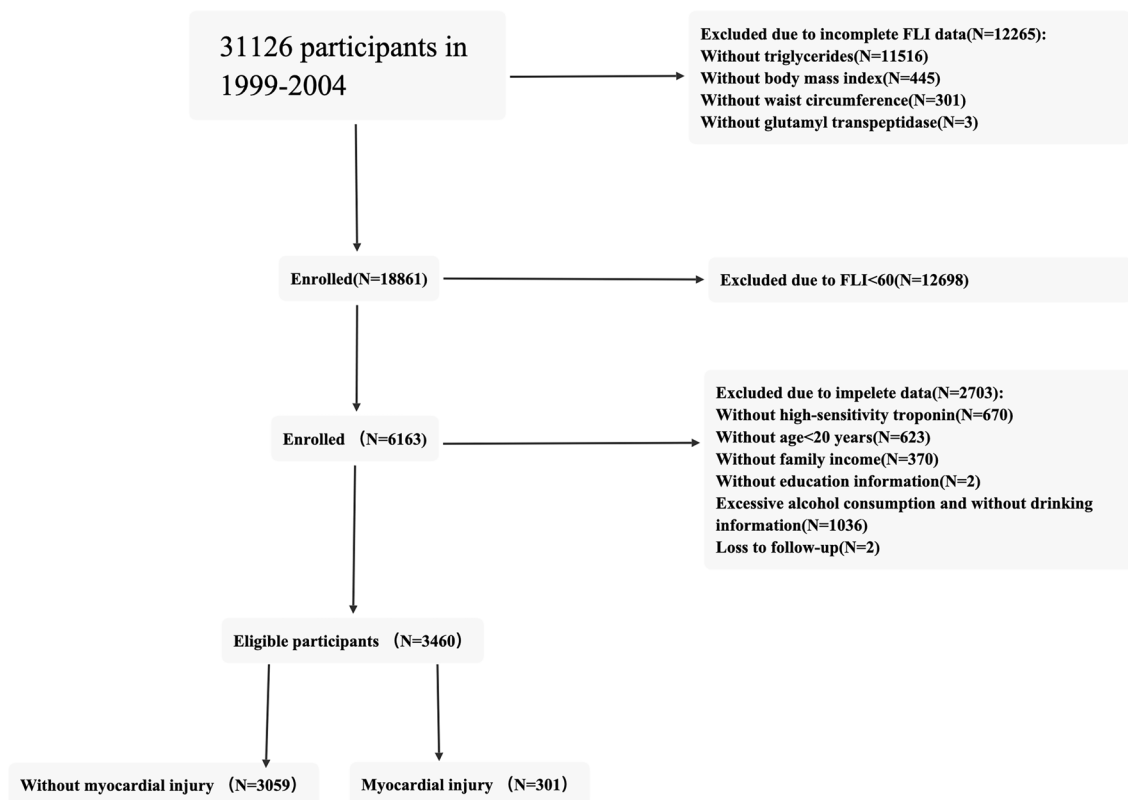 31126 participants in
1999-2004
Excluded due to incomplete FLI data(N=12265):
Without triglycerides(N=11516)
Without body mass index(N=445)
Without waist circumference(N=301)
Without glutamyl transpeptidase(N=3)
Enrolled(N=18861)
Excluded due to FLI<60(N=12698)
Enrolled （N=6163)
Excluded due to impelete data(N=2703):
Without high-sensitivity troponin(N=670)
Without age<20 years(N=623)
Without family income(N=370)
Without education information(N=2)
Excessive alcohol consumption and without drinking
information(N=1036)
Loss to follow-up(N=2)
Eligible participants （N=3460)
Without myocardial injury （N=3059)
Myocardial injury （N=301)